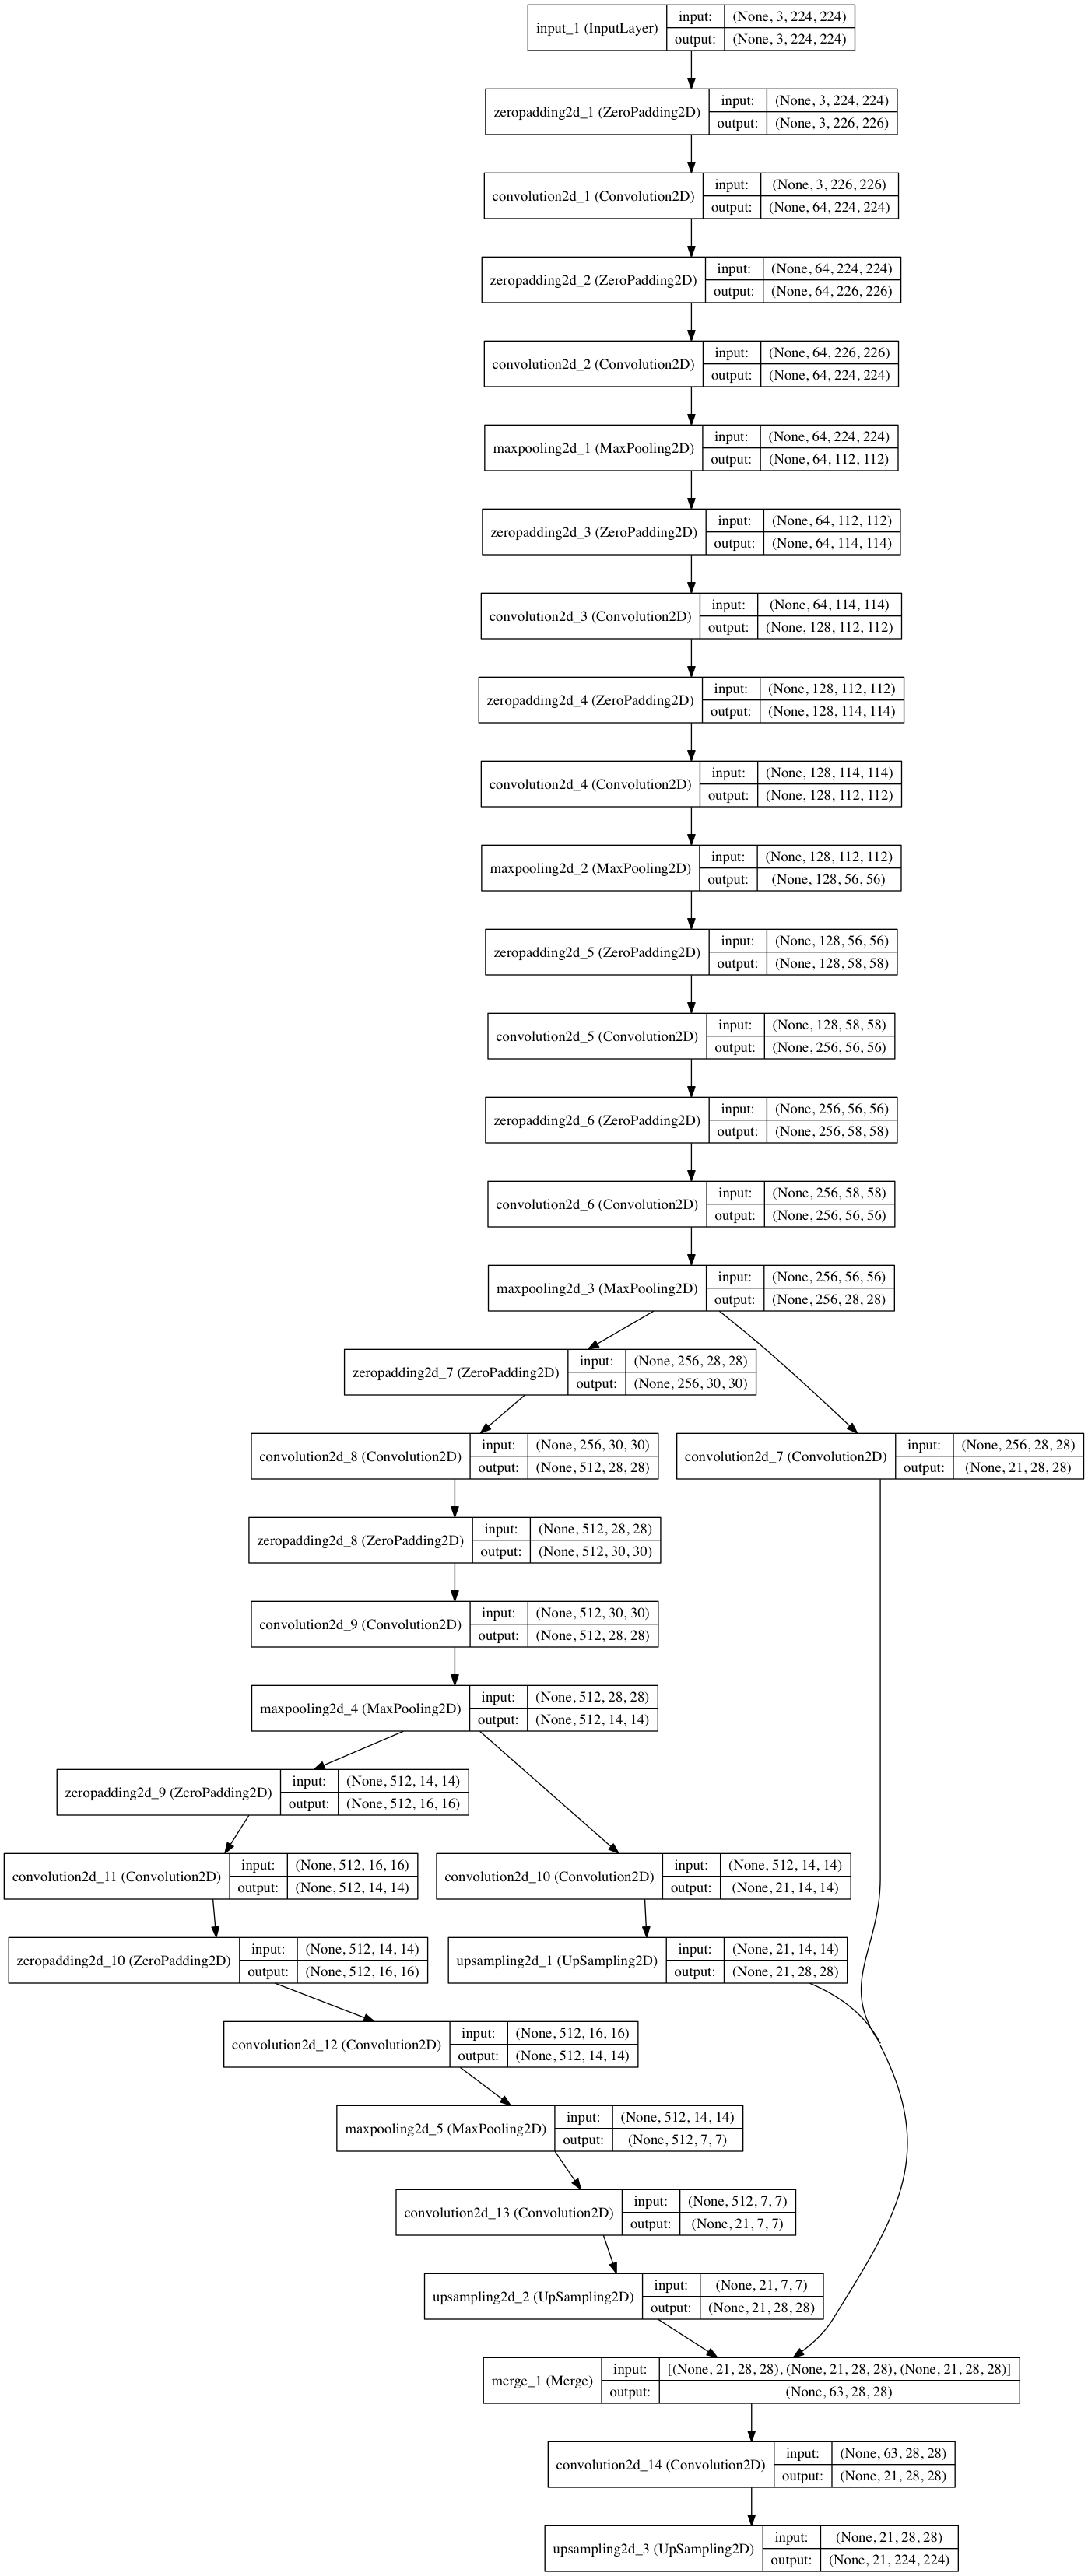 input_1 (InputLayer) input: (None, 3, 224, 224)
output: (None, 3, 224, 224)
zeropadding2d_1 (ZeroPadding2D) input: (None, 3, 224, 224)
output: (None, 3, 226, 226)
convolution2d_1 (Convolution2D) input: (None, 3, 226, 226)
output: (None, 64, 224, 224)
zeropadding2d_2 (ZeroPadding2D) input: (None, 64, 224, 224)
output: (None, 64, 226, 226)
convolution2d_2 (Convolution2D) input: (None, 64, 226, 226)
output: (None, 64, 224, 224)
maxpooling2d_1 (MaxPooling2D) input: (None, 64, 224, 224)
output: (None, 64, 112, 112)
zeropadding2d_3 (ZeroPadding2D) input: (None, 64, 112, 112)
output: (None, 64, 114, 114)
convolution2d_3 (Convolution2D) input: (None, 64, 114, 114)
output: (None, 128, 112, 112)
zeropadding2d_4 (ZeroPadding2D) input: (None, 128, 112, 112)
output: (None, 128, 114, 114)
convolution2d_4 (Convolution2D) input: (None, 128, 114, 114)
output: (None, 128, 112, 112)
maxpooling2d_2 (MaxPooling2D) input: (None, 128, 112, 112)
output: (None, 128, 56, 56)
zeropadding2d_5 (ZeroPadding2D) input: (None, 128, 56, 56)
output: (None, 128, 58, 58)
convolution2d_5 (Convolution2D) input: (None, 128, 58, 58)
output: (None, 256, 56, 56)
zeropadding2d_6 (ZeroPadding2D) input: (None, 256, 56, 56)
output: (None, 256, 58, 58)
convolution2d_6 (Convolution2D) input: (None, 256, 58, 58)
output: (None, 256, 56, 56)
maxpooling2d_3 (MaxPooling2D) input: (None, 256, 56, 56)
output: (None, 256, 28, 28)
zeropadding2d_7 (ZeroPadding2D) input: (None, 256, 28, 28)
output: (None, 256, 30, 30)
convolution2d_8 (Convolution2D) input: (None, 256, 30, 30)
output: (None, 512, 28, 28)
convolution2d_7 (Convolution2D) input: (None, 256, 28, 28)
output: (None, 21, 28, 28)
zeropadding2d_8 (ZeroPadding2D) input: (None, 512, 28, 28)
output: (None, 512, 30, 30)
convolution2d_9 (Convolution2D) input: (None, 512, 30, 30)
output: (None, 512, 28, 28)
maxpooling2d_4 (MaxPooling2D) input: (None, 512, 28, 28)
output: (None, 512, 14, 14)
zeropadding2d_9 (ZeroPadding2D) input: (None, 512, 14, 14)
output: (None, 512, 16, 16)
convolution2d_11 (Convolution2D) input: (None, 512, 16, 16)
output: (None, 512, 14, 14)
convolution2d_10 (Convolution2D) input: (None, 512, 14, 14)
output: (None, 21, 14, 14)
zeropadding2d_10 (ZeroPadding2D) input: (None, 512, 14, 14)
output: (None, 512, 16, 16)
upsampling2d_1 (UpSampling2D) input: (None, 21, 14, 14)
output: (None, 21, 28, 28)
convolution2d_12 (Convolution2D) input: (None, 512, 16, 16)
output: (None, 512, 14, 14)
maxpooling2d_5 (MaxPooling2D) input: (None, 512, 14, 14)
output: (None, 512, 7, 7)
convolution2d_13 (Convolution2D) input: (None, 512, 7, 7)
output: (None, 21, 7, 7)
upsampling2d_2 (UpSampling2D) input: (None, 21, 7, 7)
output: (None, 21, 28, 28)
merge_1 (Merge) input: [(None, 21, 28, 28), (None, 21, 28, 28), (None, 21, 28, 28)]
output: (None, 63, 28, 28)
convolution2d_14 (Convolution2D) input: (None, 63, 28, 28)
output: (None, 21, 28, 28)
upsampling2d_3 (UpSampling2D) input: (None, 21, 28, 28)
output: (None, 21, 224, 224)